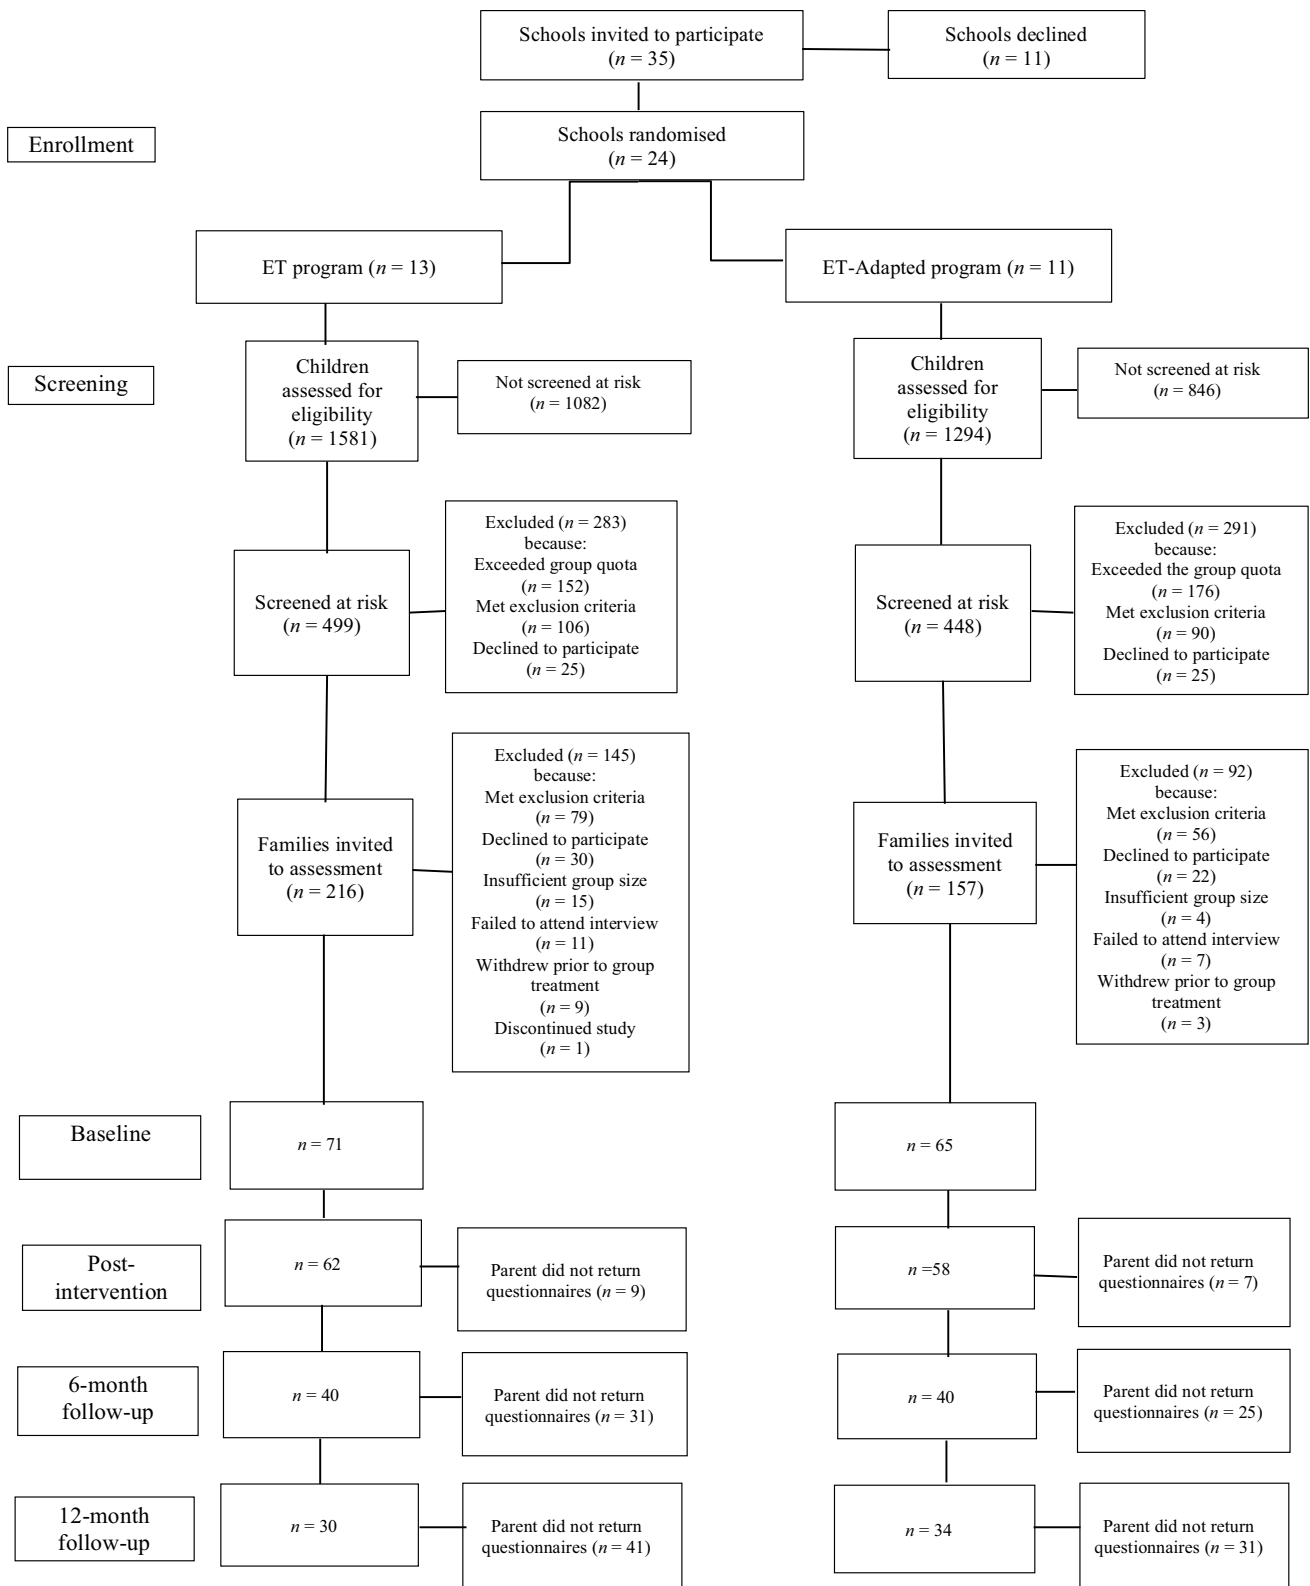 Schools invited to participate
(n = 35)
Schools declined
(n = 11)
Enrollment
Schools randomised
(n = 24)
ET program (n = 13)
ET-Adapted program (n = 11)
Screening
Children
assessed for
eligibility
(n = 1581)
Not screened at risk
(n = 1082)
Children
assessed for
eligibility
(n = 1294)
Not screened at risk
(n = 846)
Screened at risk
(n = 499)
Excluded (n = 283)
because:
Exceeded group quota
(n = 152)
Met exclusion criteria
(n = 106)
Declined to participate
(n = 25)
Screened at risk
(n = 448)
Excluded (n = 291)
because:
Exceeded the group quota
(n = 176)
Met exclusion criteria
(n = 90)
Declined to participate
(n = 25)
Families invited
to assessment
(n = 216)
Excluded (n = 145)
because:
Met exclusion criteria
(n = 79)
Declined to participate
(n = 30)
Insufficient group size
(n = 15)
Failed to attend interview
(n = 11)
Withdrew prior to group
treatment
(n = 9)
Discontinued study
(n = 1)
Families invited
to assessment
(n = 157)
Excluded (n = 92)
because:
Met exclusion criteria
(n = 56)
Declined to participate
(n = 22)
Insufficient group size
(n = 4)
Failed to attend interview
(n = 7)
Withdrew prior to group
treatment
(n = 3)
Baseline
n = 71
n = 65
Post-
intervention
n = 62
Parent did not return
questionnaires (n = 9)
n =58
Parent did not return
questionnaires (n = 7)
6-month
follow-up
n = 40
Parent did not return
questionnaires (n = 31)
n = 40
Parent did not return
questionnaires (n = 25)
12-month
follow-up
n = 30
Parent did not return
questionnaires (n = 41)
n = 34
Parent did not return
questionnaires (n = 31)